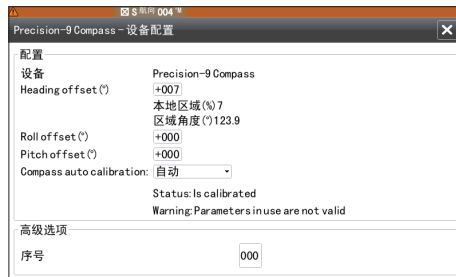 S 航向 004 °M
Precision-9 Compass - 设备配置
配置
设备 Precision-9 Compass
Heading offset (°) +007
本地区域(%) 7
区域角度(°) 123.9
Roll offset (°) +000
Pitch offset (°) +000
Compass auto calibration: 自动
Status: Is calibrated
Warning: Parameters in use are not valid
高级选项
序号 000